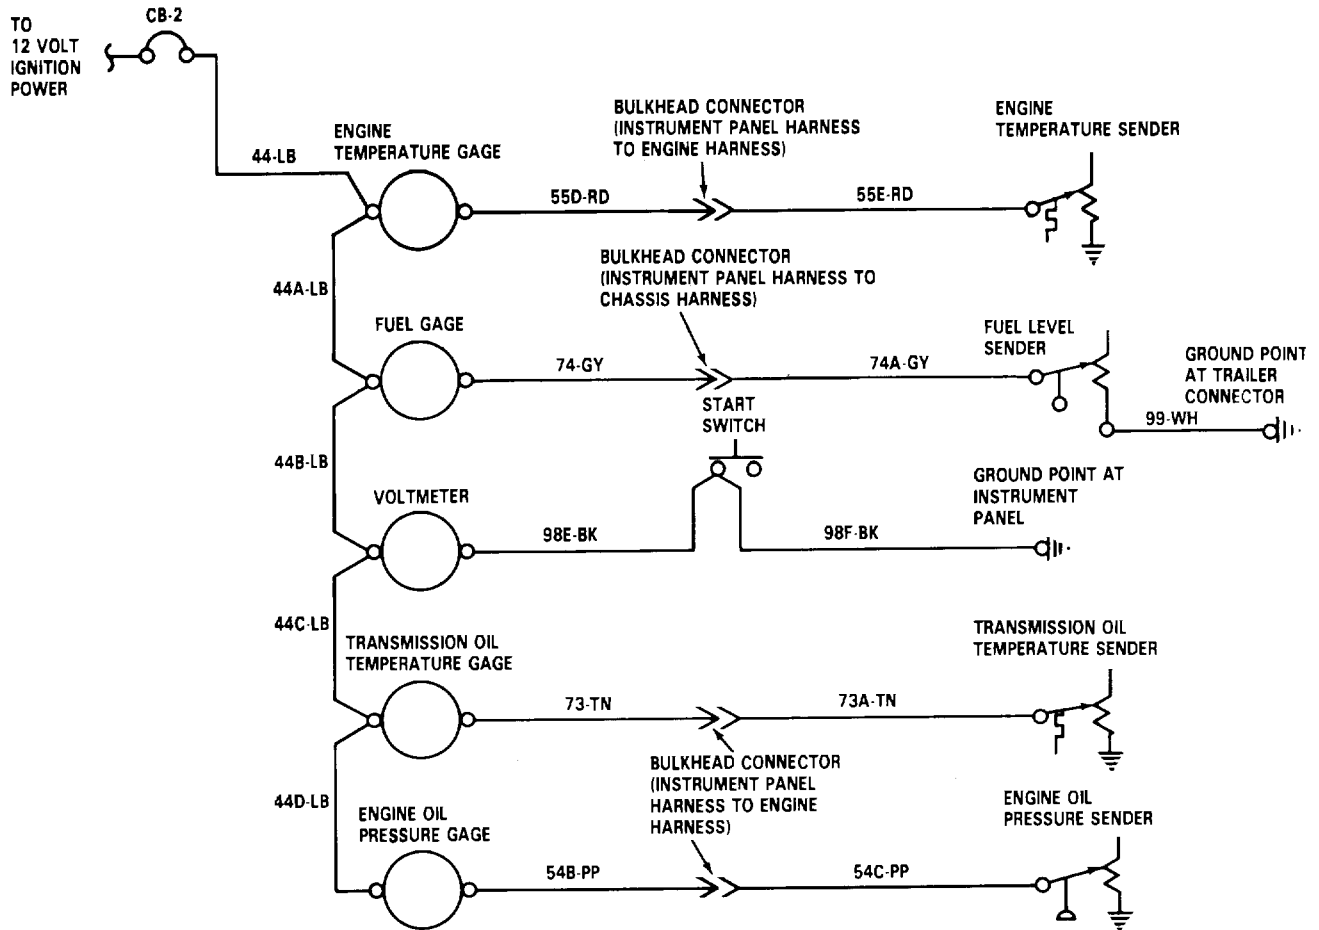 TO
12 VOLT
IGNITION
POWER
CB-2
44-LB
ENGINE
TEMPERATURE GAGE
55D-RD
BULKHEAD CONNECTOR
(INSTRUMENT PANEL HARNESS
TO ENGINE HARNESS)
55E-RD
ENGINE
TEMPERATURE SENDER
44A-LB
FUEL GAGE
74-GY
BULKHEAD CONNECTOR
(INSTRUMENT PANEL HARNESS TO
CHASSIS HARNESS)
74A-GY
FUEL LEVEL
SENDER
99-WH
GROUND POINT
AT TRAILER
CONNECTOR
44B-LB
VOLTMETER
98E-BK
START
SWITCH
98F-BK
GROUND POINT AT
INSTRUMENT
PANEL
44C-LB
TRANSMISSION OIL
TEMPERATURE GAGE
73-TN
73A-TN
TRANSMISSION OIL
TEMPERATURE SENDER
BULKHEAD CONNECTOR
(INSTRUMENT PANEL
HARNESS TO ENGINE
HARNESS)
44D-LB
ENGINE OIL
PRESSURE GAGE
54B-PP
54C-PP
ENGINE OIL
PRESSURE SENDER